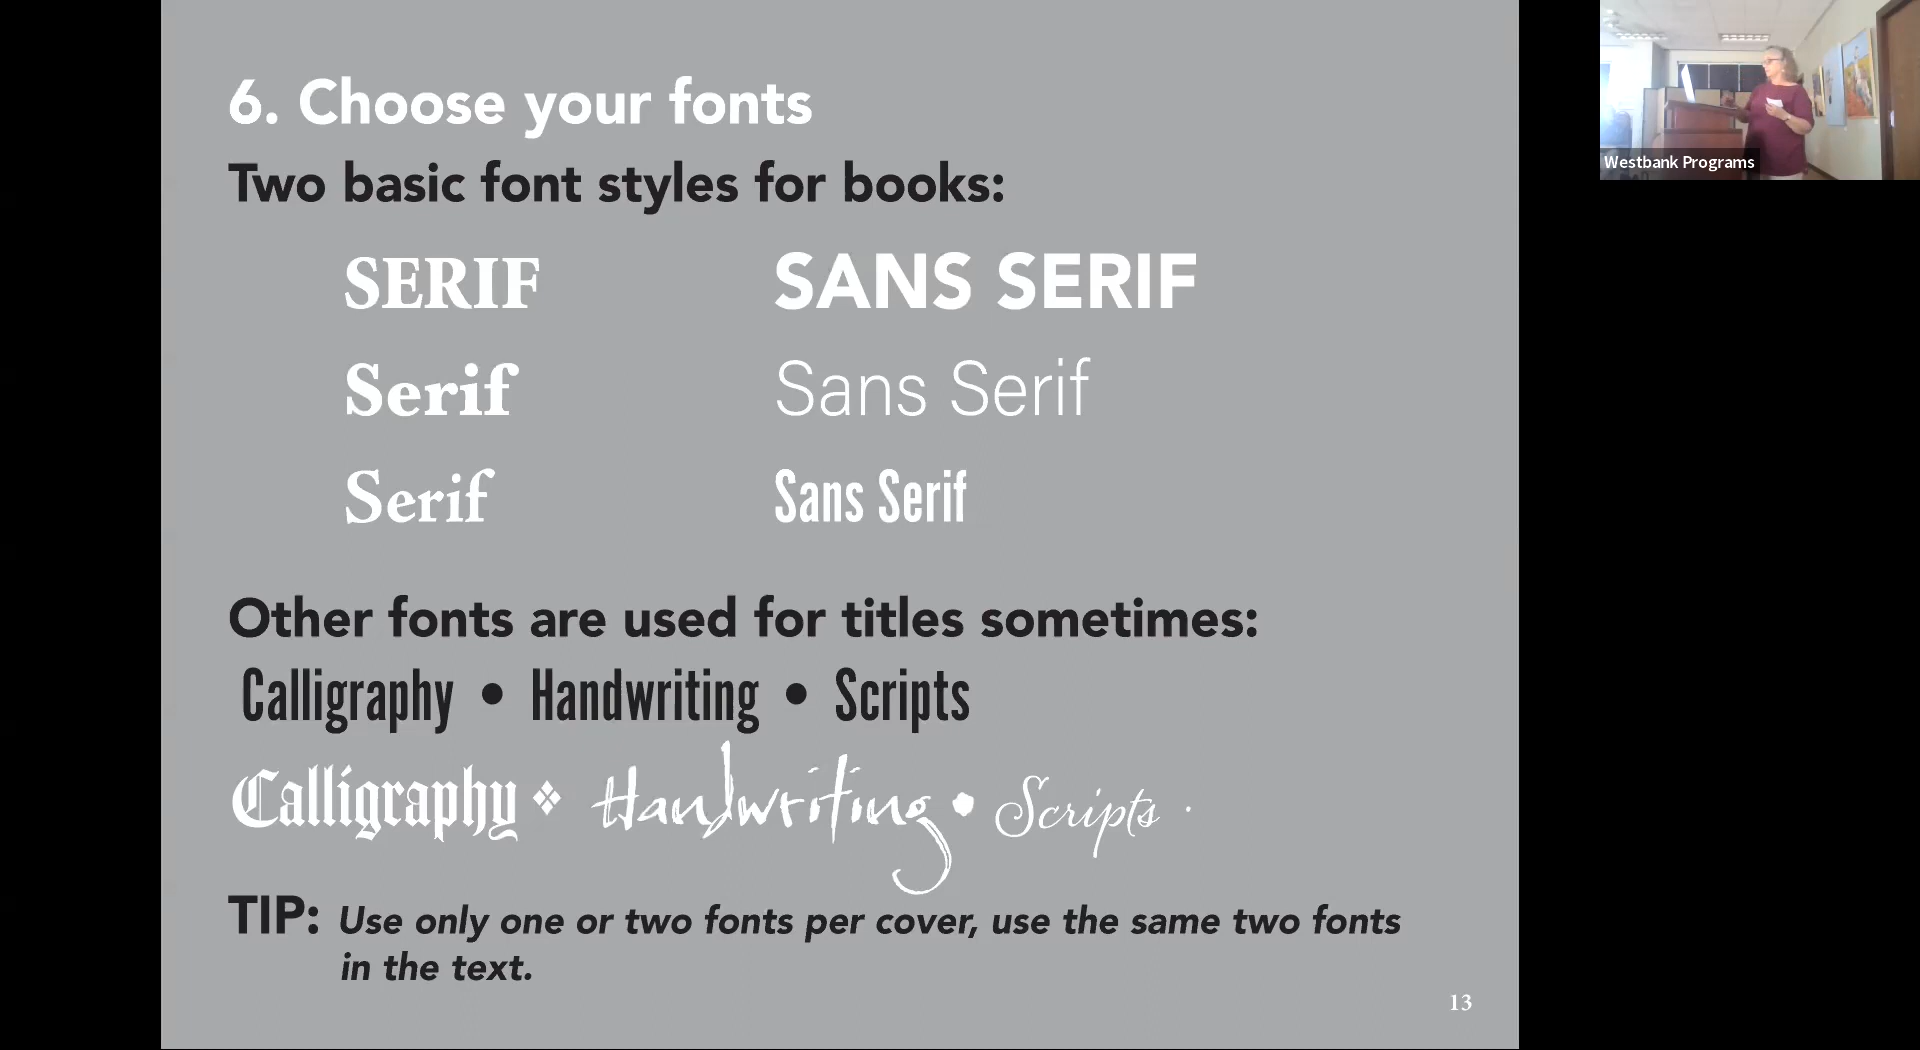 6. Choose your fonts
Two basic font styles for books:
SERIF SANS SERIF
Serif Sans Serif
Serif Sans Serif
Other fonts are used for titles sometimes:
Calligraphy • Handwriting • Scripts
Calligraphy ❖ Handwriting • Scripts ·
TIP: Use only one or two fonts per cover, use the same two fonts
in the text.
13
Westbank Programs